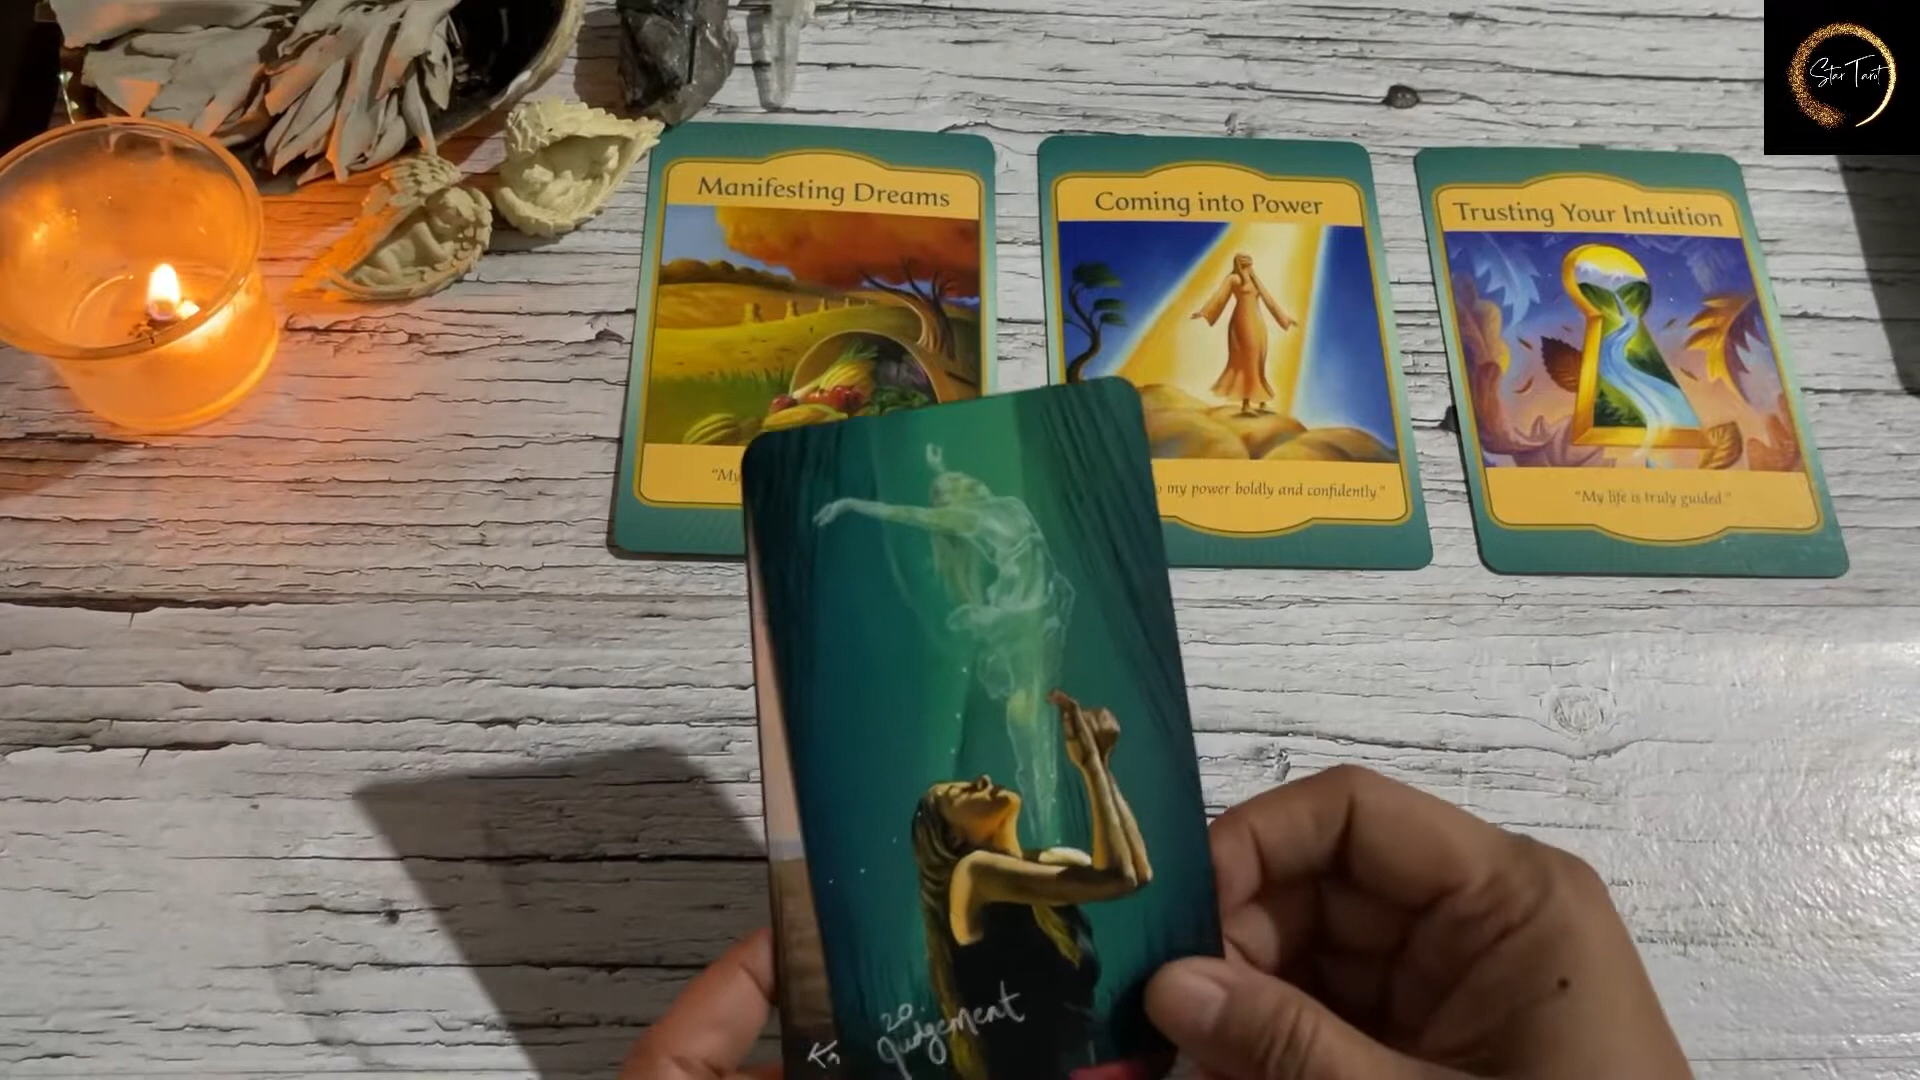 Star Tarot
Manifesting Dreams
Coming into Power
Trusting Your Intuition
"My
my power boldly and confidently."
"My life is truly guided."
20
Judgement